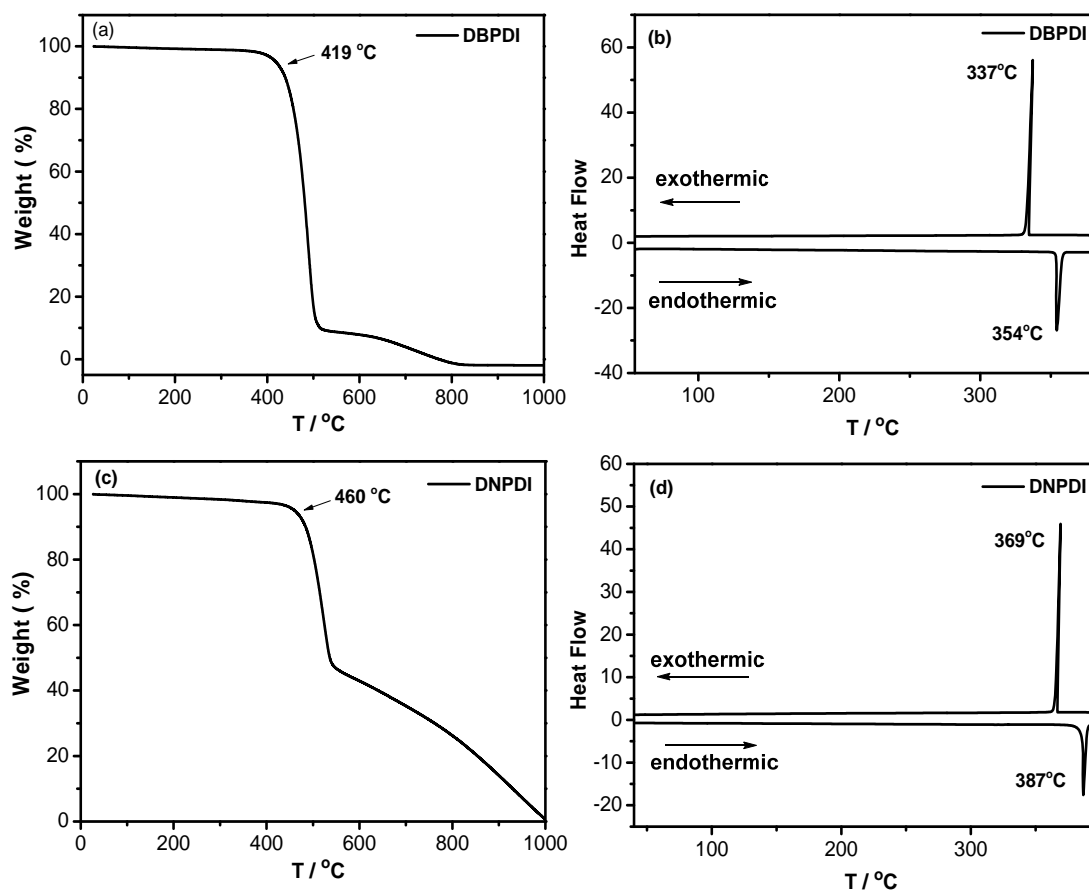 (a)
DBPDI
419 °C
100
80
60
40
20
0
Weight ( %)
0 200 400 600 800 1000
T / °C
(b)
DBPDI
337°C
exothermic
endothermic
354°C
60
40
20
0
-20
-40
Heat Flow
100 200 300
T / °C
(c)
DNPDI
460 °C
100
80
60
40
20
0
Weight ( %)
0 200 400 600 800 1000
T / °C
(d)
DNPDI
369°C
exothermic
endothermic
387°C
60
50
40
30
20
10
0
-10
-20
Heat Flow
100 200 300
T / °C